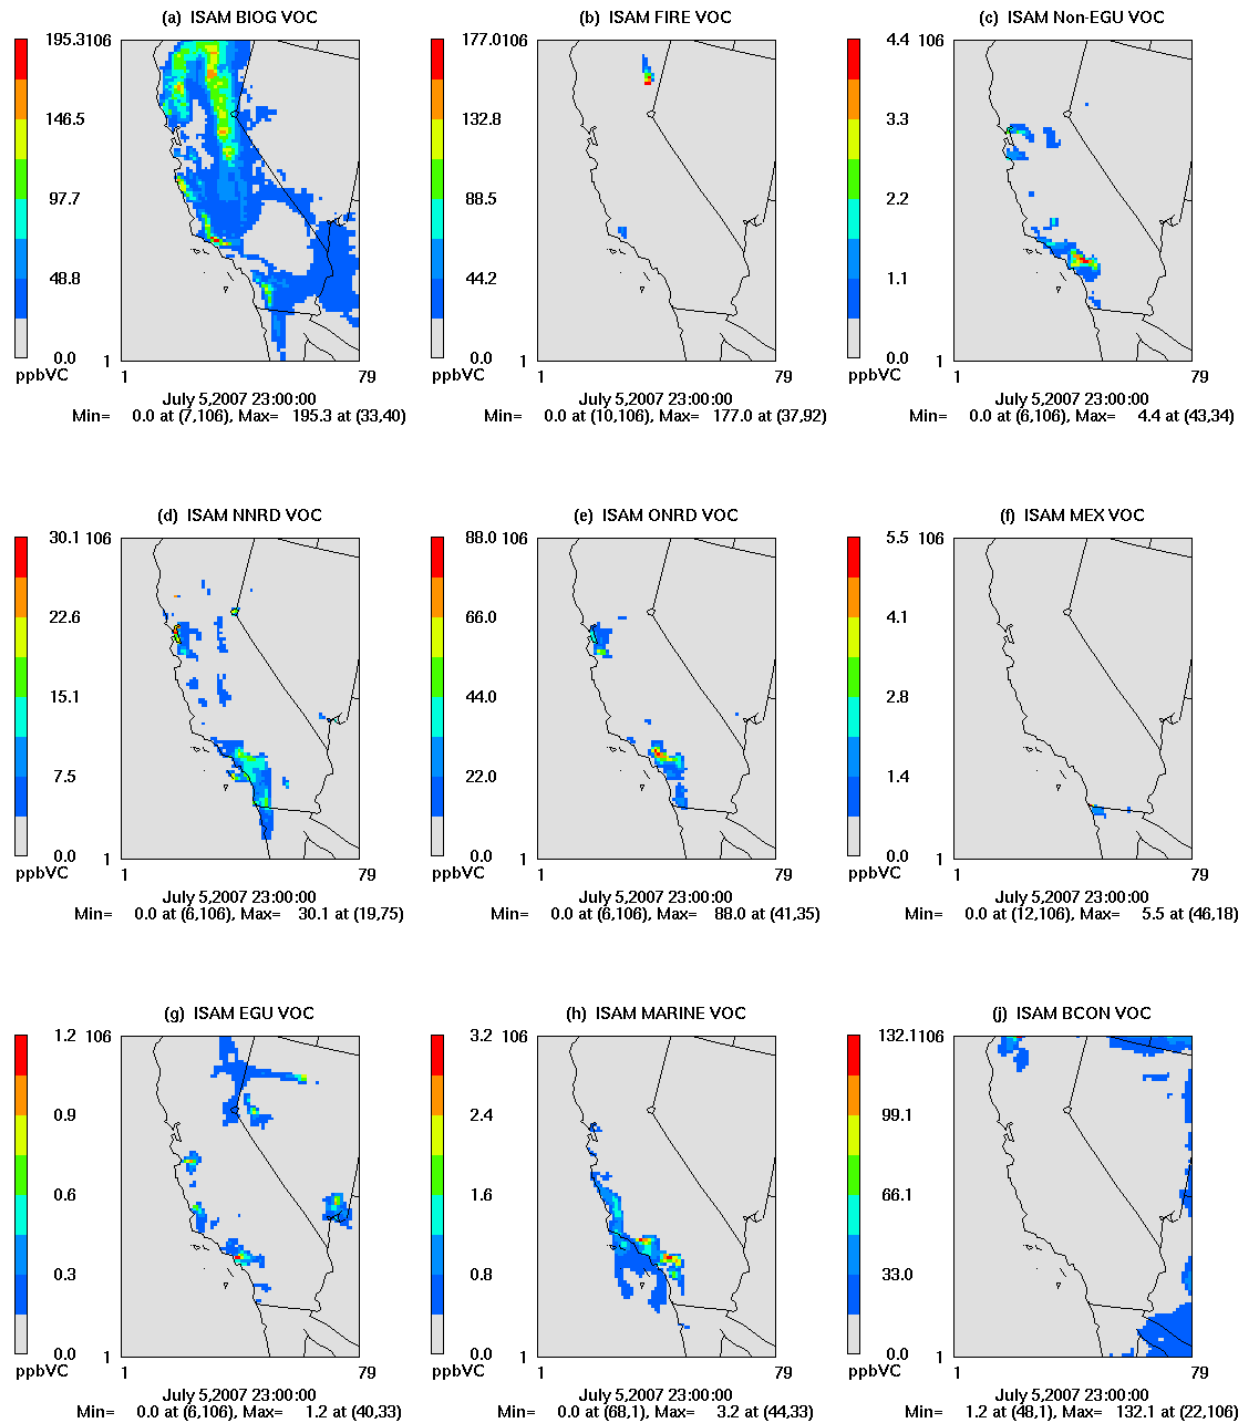 (a) ISAM BIOG VOC
195.3
106
146.5
97.7
48.8
0.0
1
ppbVC
1
79
July 5,2007 23:00:00
Min= 0.0 at (7,106), Max= 195.3 at (33,40)
(b) ISAM FIRE VOC
177.0
106
132.8
88.5
44.2
0.0
1
ppbVC
1
79
July 5,2007 23:00:00
Min= 0.0 at (10,106), Max= 177.0 at (37,92)
(c) ISAM Non-EGU VOC
4.4
106
3.3
2.2
1.1
0.0
1
ppbVC
1
79
July 5,2007 23:00:00
Min= 0.0 at (6,106), Max= 4.4 at (43,34)
(d) ISAM NNRD VOC
30.1
106
22.6
15.1
7.5
0.0
1
ppbVC
1
79
July 5,2007 23:00:00
Min= 0.0 at (6,106), Max= 30.1 at (19,75)
(e) ISAM ONRD VOC
88.0
106
66.0
44.0
22.0
0.0
1
ppbVC
1
79
July 5,2007 23:00:00
Min= 0.0 at (6,106), Max= 88.0 at (41,35)
(f) ISAM MEX VOC
5.5
106
4.1
2.8
1.4
0.0
1
ppbVC
1
79
July 5,2007 23:00:00
Min= 0.0 at (12,106), Max= 5.5 at (46,18)
(g) ISAM EGU VOC
1.2
106
0.9
0.6
0.3
0.0
1
ppbVC
1
79
July 5,2007 23:00:00
Min= 0.0 at (6,106), Max= 1.2 at (40,33)
(h) ISAM MARINE VOC
3.2
106
2.4
1.6
0.8
0.0
1
ppbVC
1
79
July 5,2007 23:00:00
Min= 0.0 at (68,1), Max= 3.2 at (44,33)
(j) ISAM BCON VOC
132.1
106
99.1
66.1
33.0
0.0
1
ppbVC
1
79
July 5,2007 23:00:00
Min= 1.2 at (48,1), Max= 132.1 at (22,106)